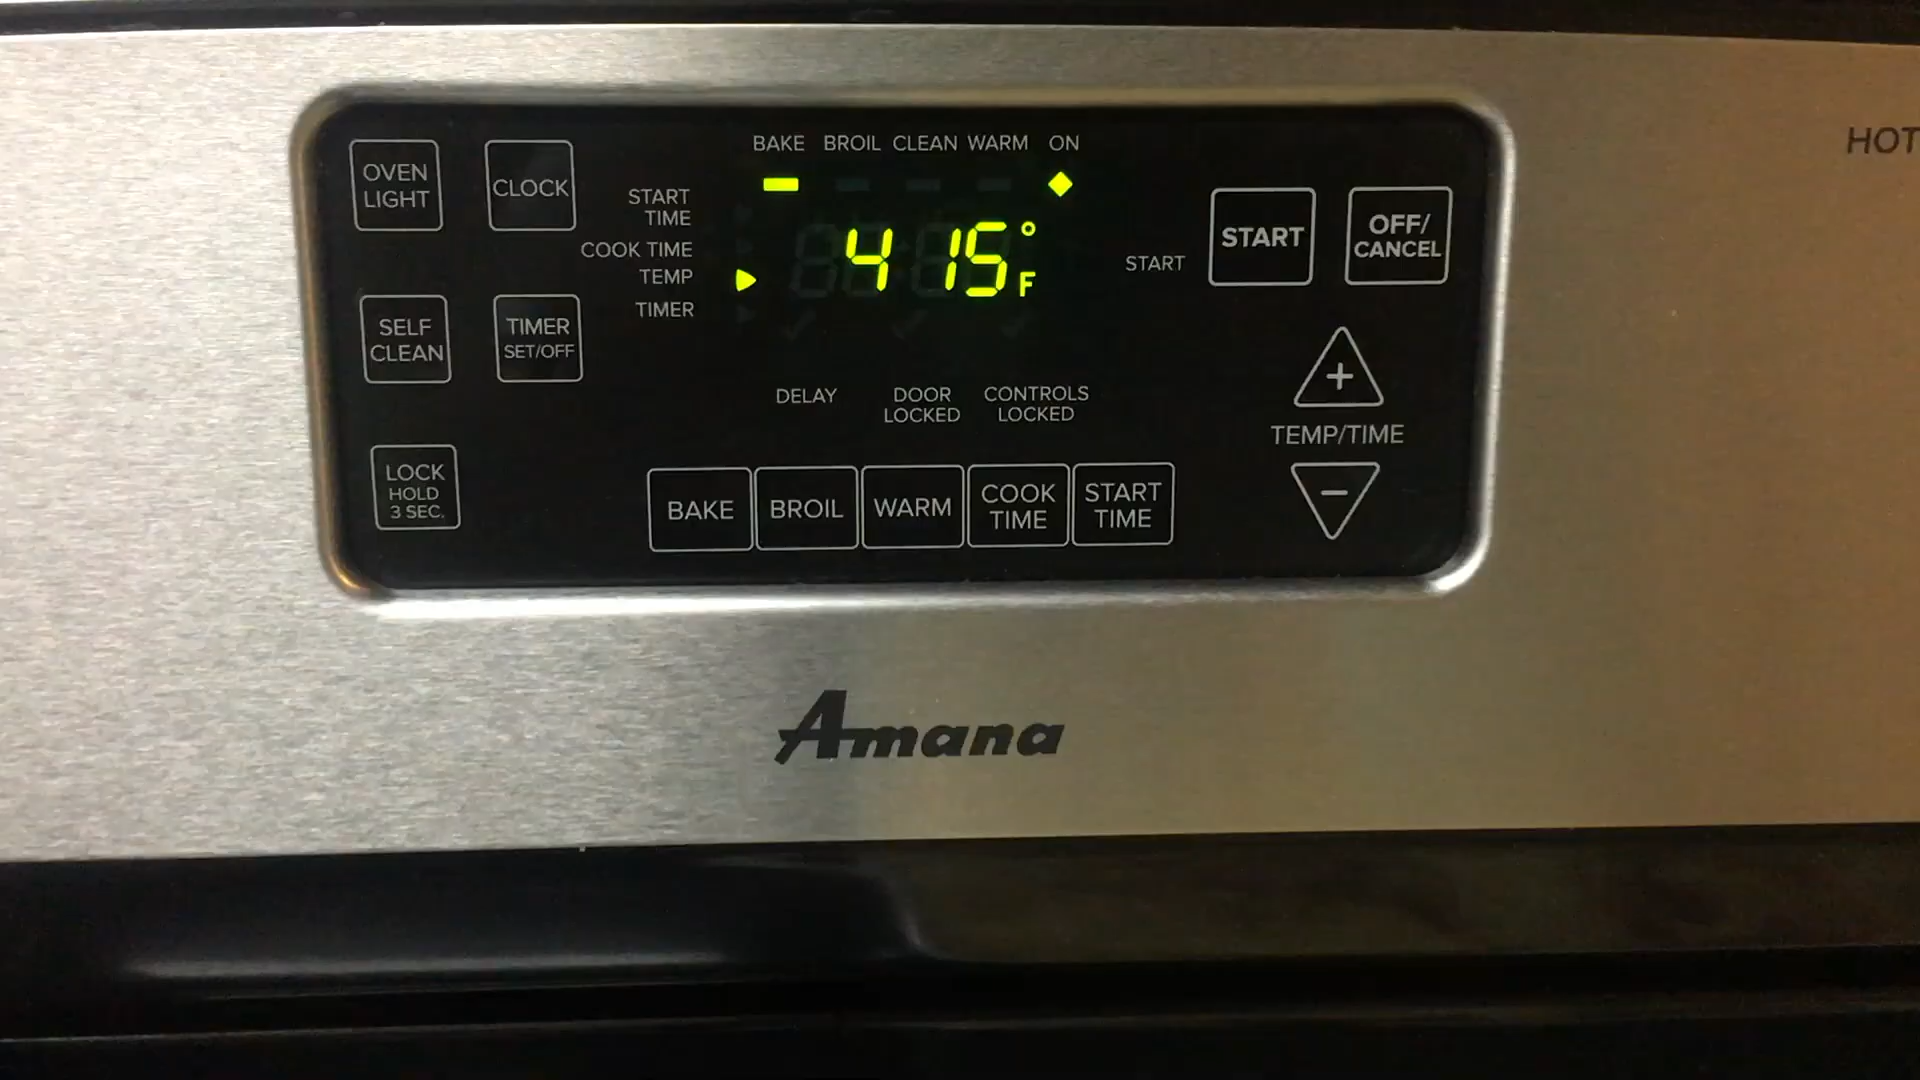 BAKE BROIL CLEAN WARM ON
OVEN
LIGHT
CLOCK
START
TIME
COOK TIME
TEMP
TIMER
415°F
START
START
OFF/
CANCEL
HOT
SELF
CLEAN
TIMER
SET/OFF
DELAY
DOOR
LOCKED
CONTROLS
LOCKED
+
TEMP/TIME
−
LOCK
HOLD
3 SEC.
BAKE
BROIL
WARM
COOK
TIME
START
TIME
Amana